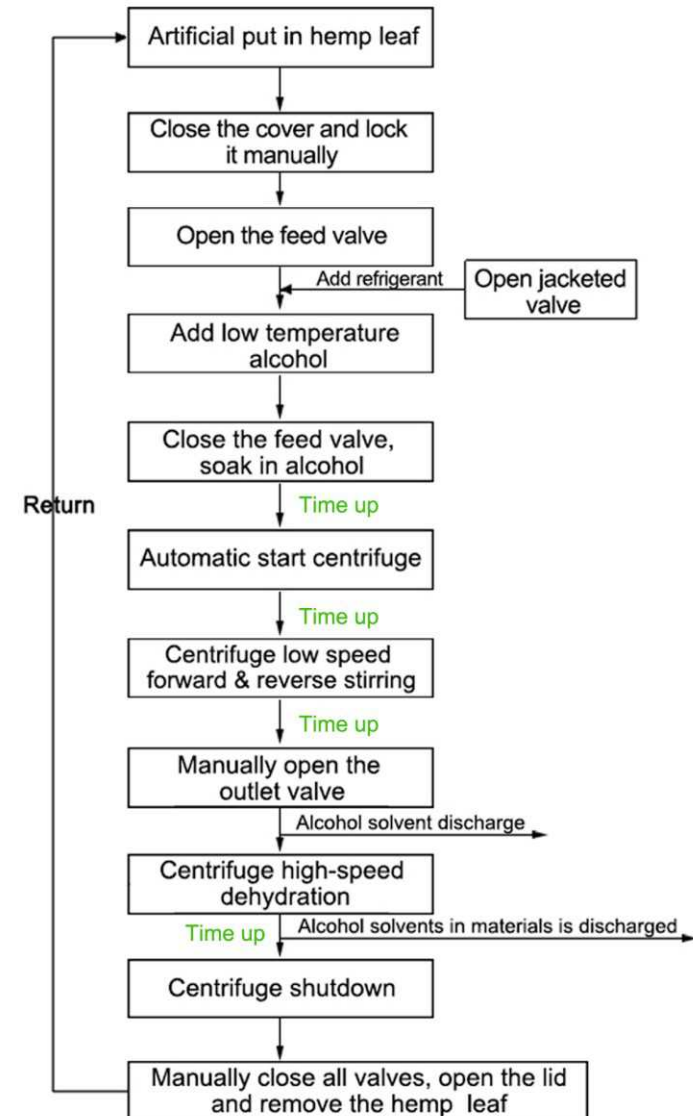 Artificial put in hemp leaf
Close the cover and lock
it manually
Open the feed valve
Add refrigerant
Open jacketed
valve
Add low temperature
alcohol
Close the feed valve,
soak in alcohol
Return
Time up
Automatic start centrifuge
Time up
Centrifuge low speed
forward & reverse stirring
Time up
Manually open the
outlet valve
Alcohol solvent discharge
Centrifuge high-speed
dehydration
Time up
Alcohol solvents in materials is discharged
Centrifuge shutdown
Manually close all valves, open the lid
and remove the hemp leaf